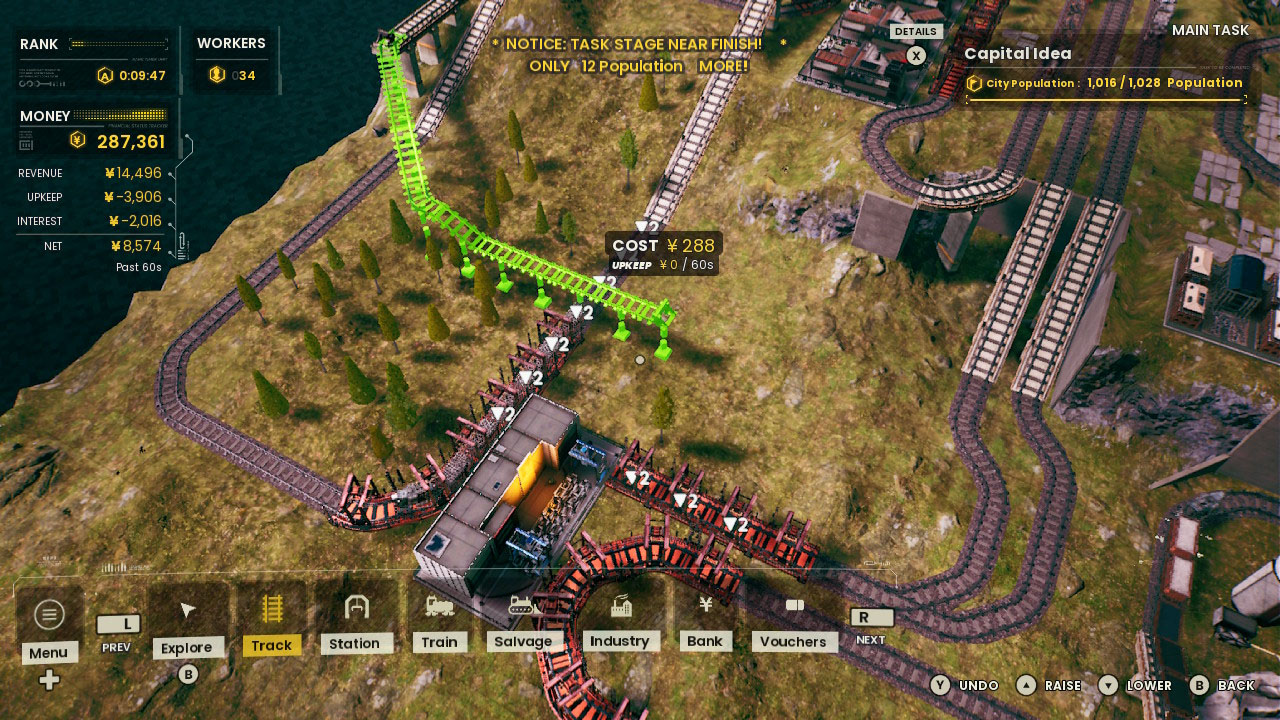 RANK
0:09:47
WORKERS
034
MONEY
¥ 287,361
REVENUE ¥14,496
UPKEEP ¥-3,906
INTEREST ¥-2,016
NET ¥8,574
Past 60s
* NOTICE: TASK STAGE NEAR FINISH! *
ONLY 12 Population MORE!
DETAILS
X
MAIN TASK
Capital Idea
City Population : 1,016 / 1,028 Population
COST ¥ 288
UPKEEP ¥ 0 / 60s
▼2
▼2
▼2
▼2
▼2
▼2
▼2
▼2
▼2
Menu
L
PREV
Explore
B
Track
Station
Train
Salvage
Industry
¥
Bank
Vouchers
R
NEXT
Y UNDO
▲ RAISE
▼ LOWER
B BACK